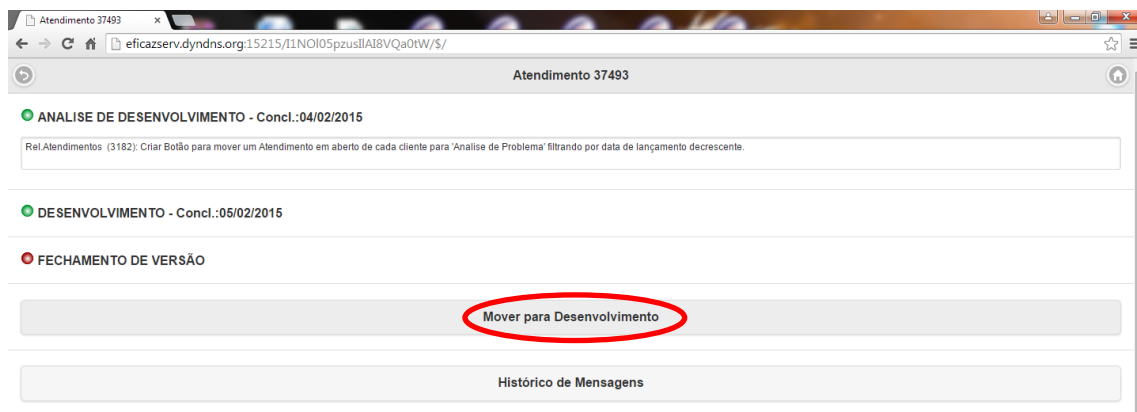 Atendimento 37493
eficazserv.dyndns.org:15215/I1NOl05pzusIlAI8VQa0tW/$/
Atendimento 37493
ANALISE DE DESENVOLVIMENTO - Concl.:04/02/2015
Rel.Atendimentos (3182): Criar Botão para mover um Atendimento em aberto de cada cliente para 'Analise de Problema' filtrando por data de lançamento decrescente.
DESENVOLVIMENTO - Concl.:05/02/2015
FECHAMENTO DE VERSÃO
Mover para Desenvolvimento
Histórico de Mensagens